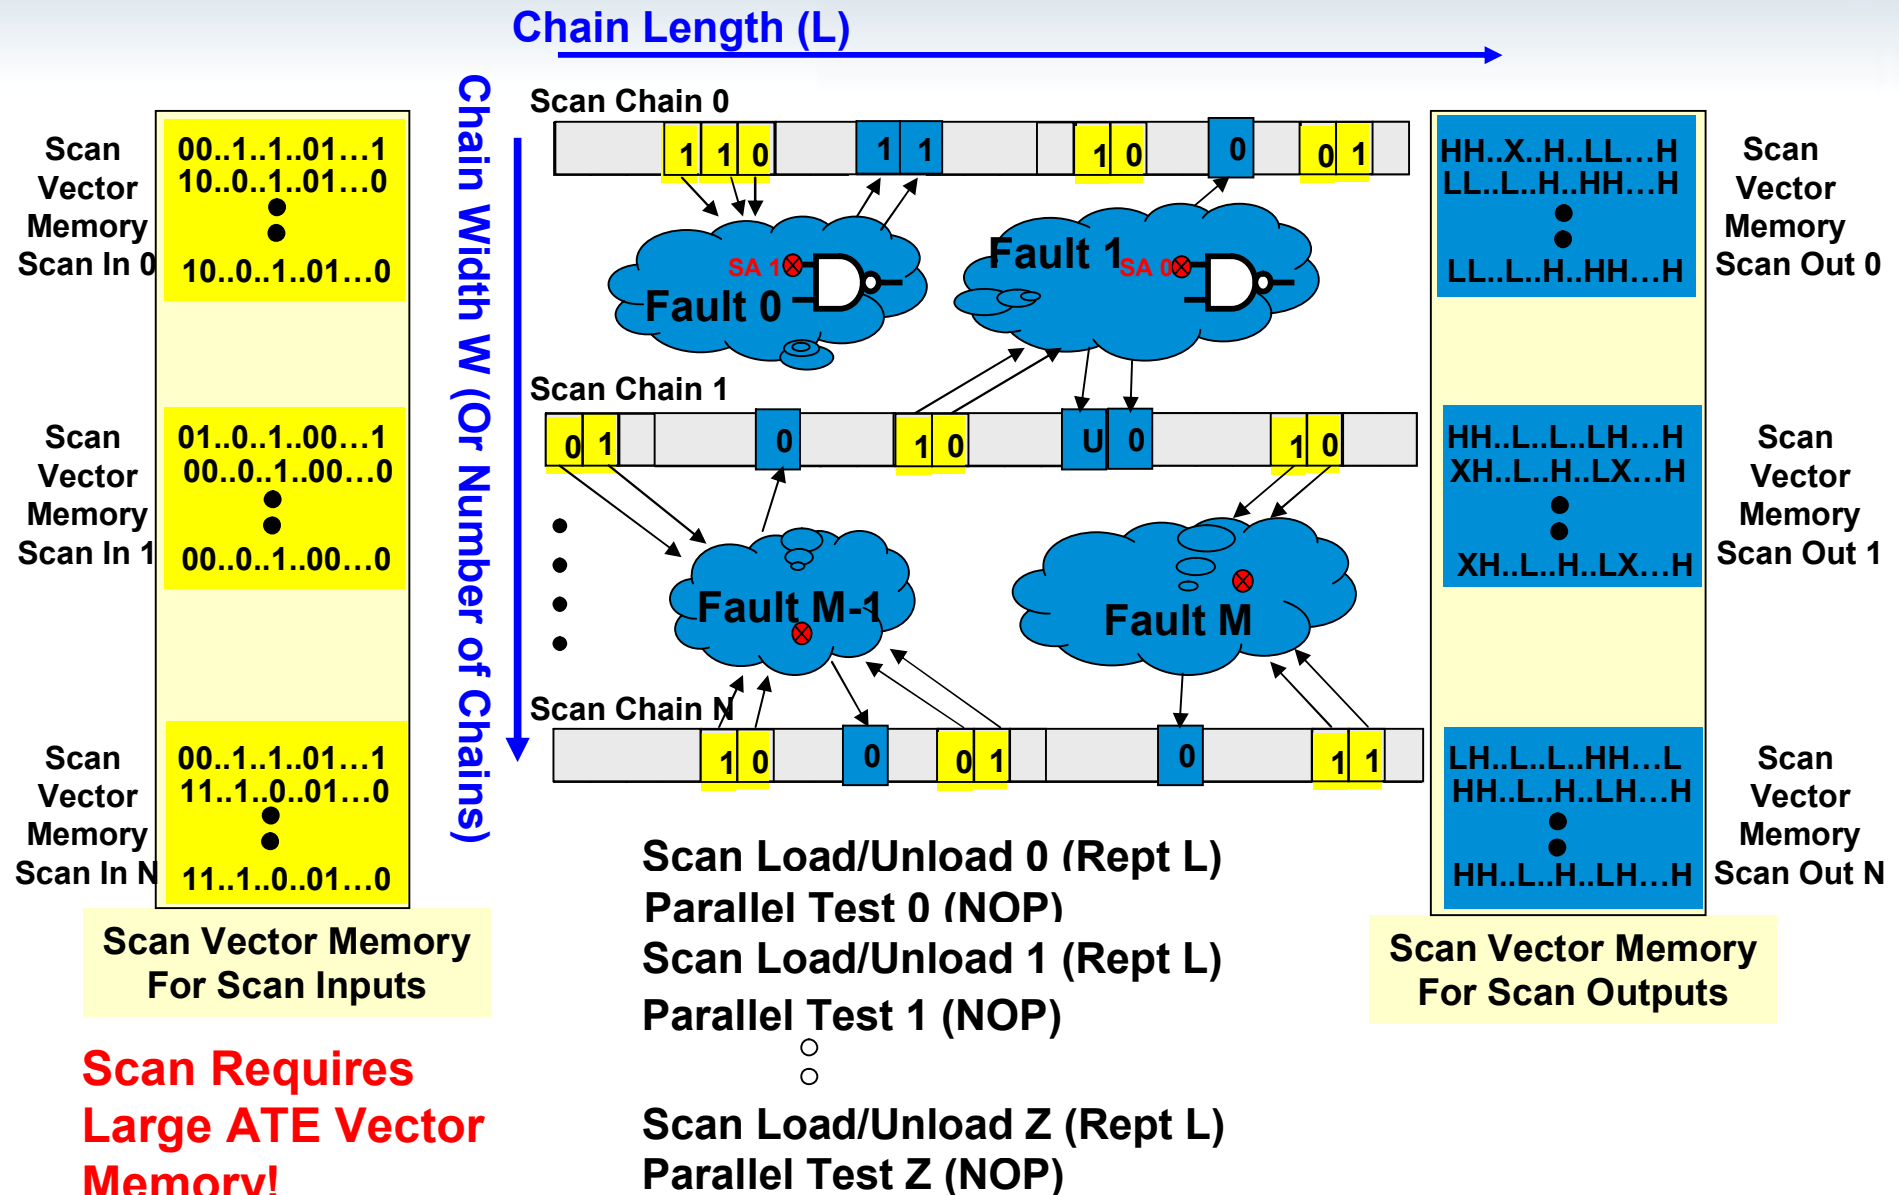 Chain Length (L)
Chain Width W (Or Number of Chains)
Scan
Vector
Memory
Scan In 0
00..1..1..01…1
10..0..1..01…0
10..0..1..01…0
Scan
Vector
Memory
Scan In 1
01..0..1..00…1
00..0..1..00…0
00..0..1..00…0
Scan
Vector
Memory
Scan In N
00..1..1..01…1
11..1..0..01…0
11..1..0..01…0
Scan Vector Memory
For Scan Inputs
Scan Requires
Large ATE Vector
Memory!
Scan Chain 0
1 1 0 1 1 1 0 0 0 1
SA 1
Fault 0
Fault 1
SA 0
Scan Chain 1
0 1 0 1 0 U 0 1 0
Fault M-1
Fault M
Scan Chain N
1 0 0 0 1 0 1 1
Scan Load/Unload 0 (Rept L)
Parallel Test 0 (NOP)
Scan Load/Unload 1 (Rept L)
Parallel Test 1 (NOP)
Scan Load/Unload Z (Rept L)
Parallel Test Z (NOP)
HH..X..H..LL…H
LL..L..H..HH…H
LL..L..H..HH…H
Scan
Vector
Memory
Scan Out 0
HH..L..L..LH…H
XH..L..H..LX…H
XH..L..H..LX…H
Scan
Vector
Memory
Scan Out 1
LH..L..L..HH…L
HH..L..H..LH…H
HH..L..H..LH…H
Scan
Vector
Memory
Scan Out N
Scan Vector Memory
For Scan Outputs